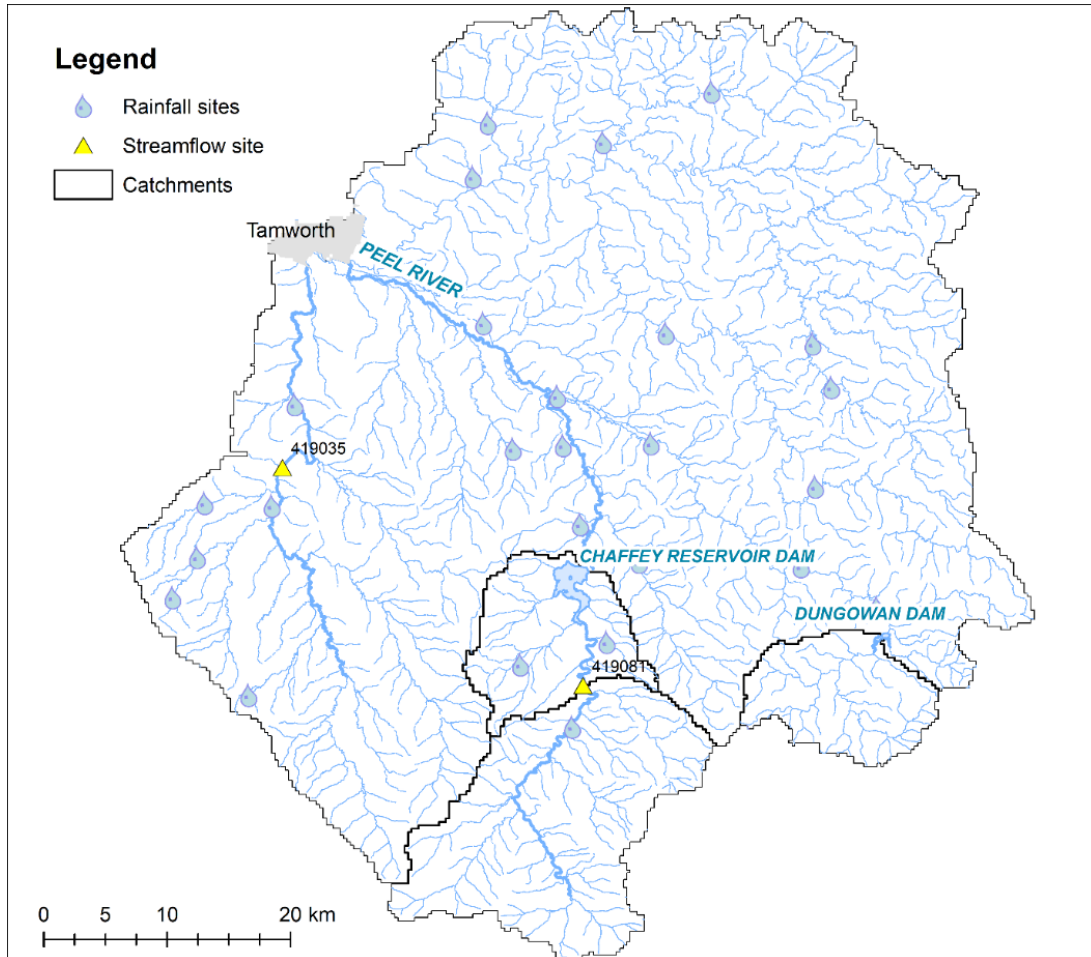 Legend
Rainfall sites
Streamflow site
Catchments
Tamworth
PEEL RIVER
419035
CHAFFEY RESERVOIR DAM
DUNGOWAN DAM
419081
0 5 10 20 km